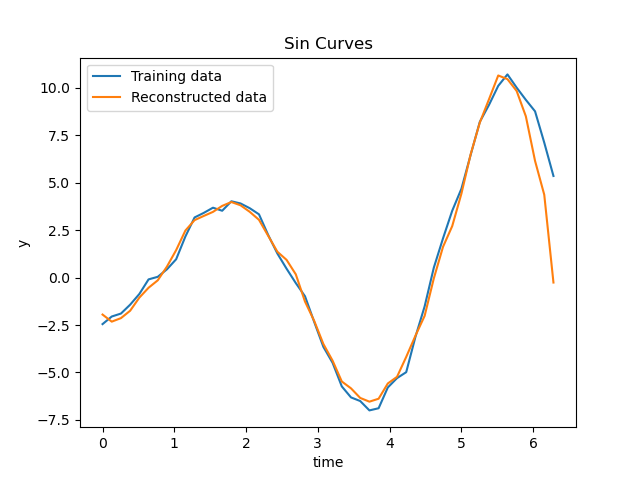 Sin Curves
Training data
Reconstructed data
10.0
7.5
5.0
2.5
0.0
−2.5
−5.0
−7.5
y
0 1 2 3 4 5 6
time